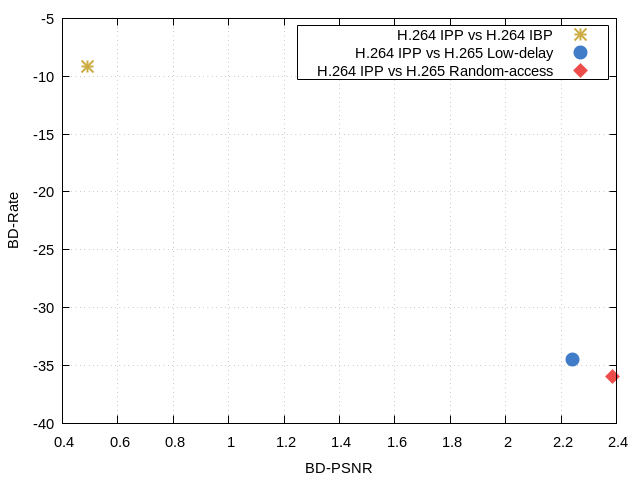 H.264 IPP vs H.264 IBP
H.264 IPP vs H.265 Low-delay
H.264 IPP vs H.265 Random-access
-5
-10
-15
-20
-25
-30
-35
-40
BD-Rate
0.4 0.6 0.8 1 1.2 1.4 1.6 1.8 2 2.2 2.4
BD-PSNR